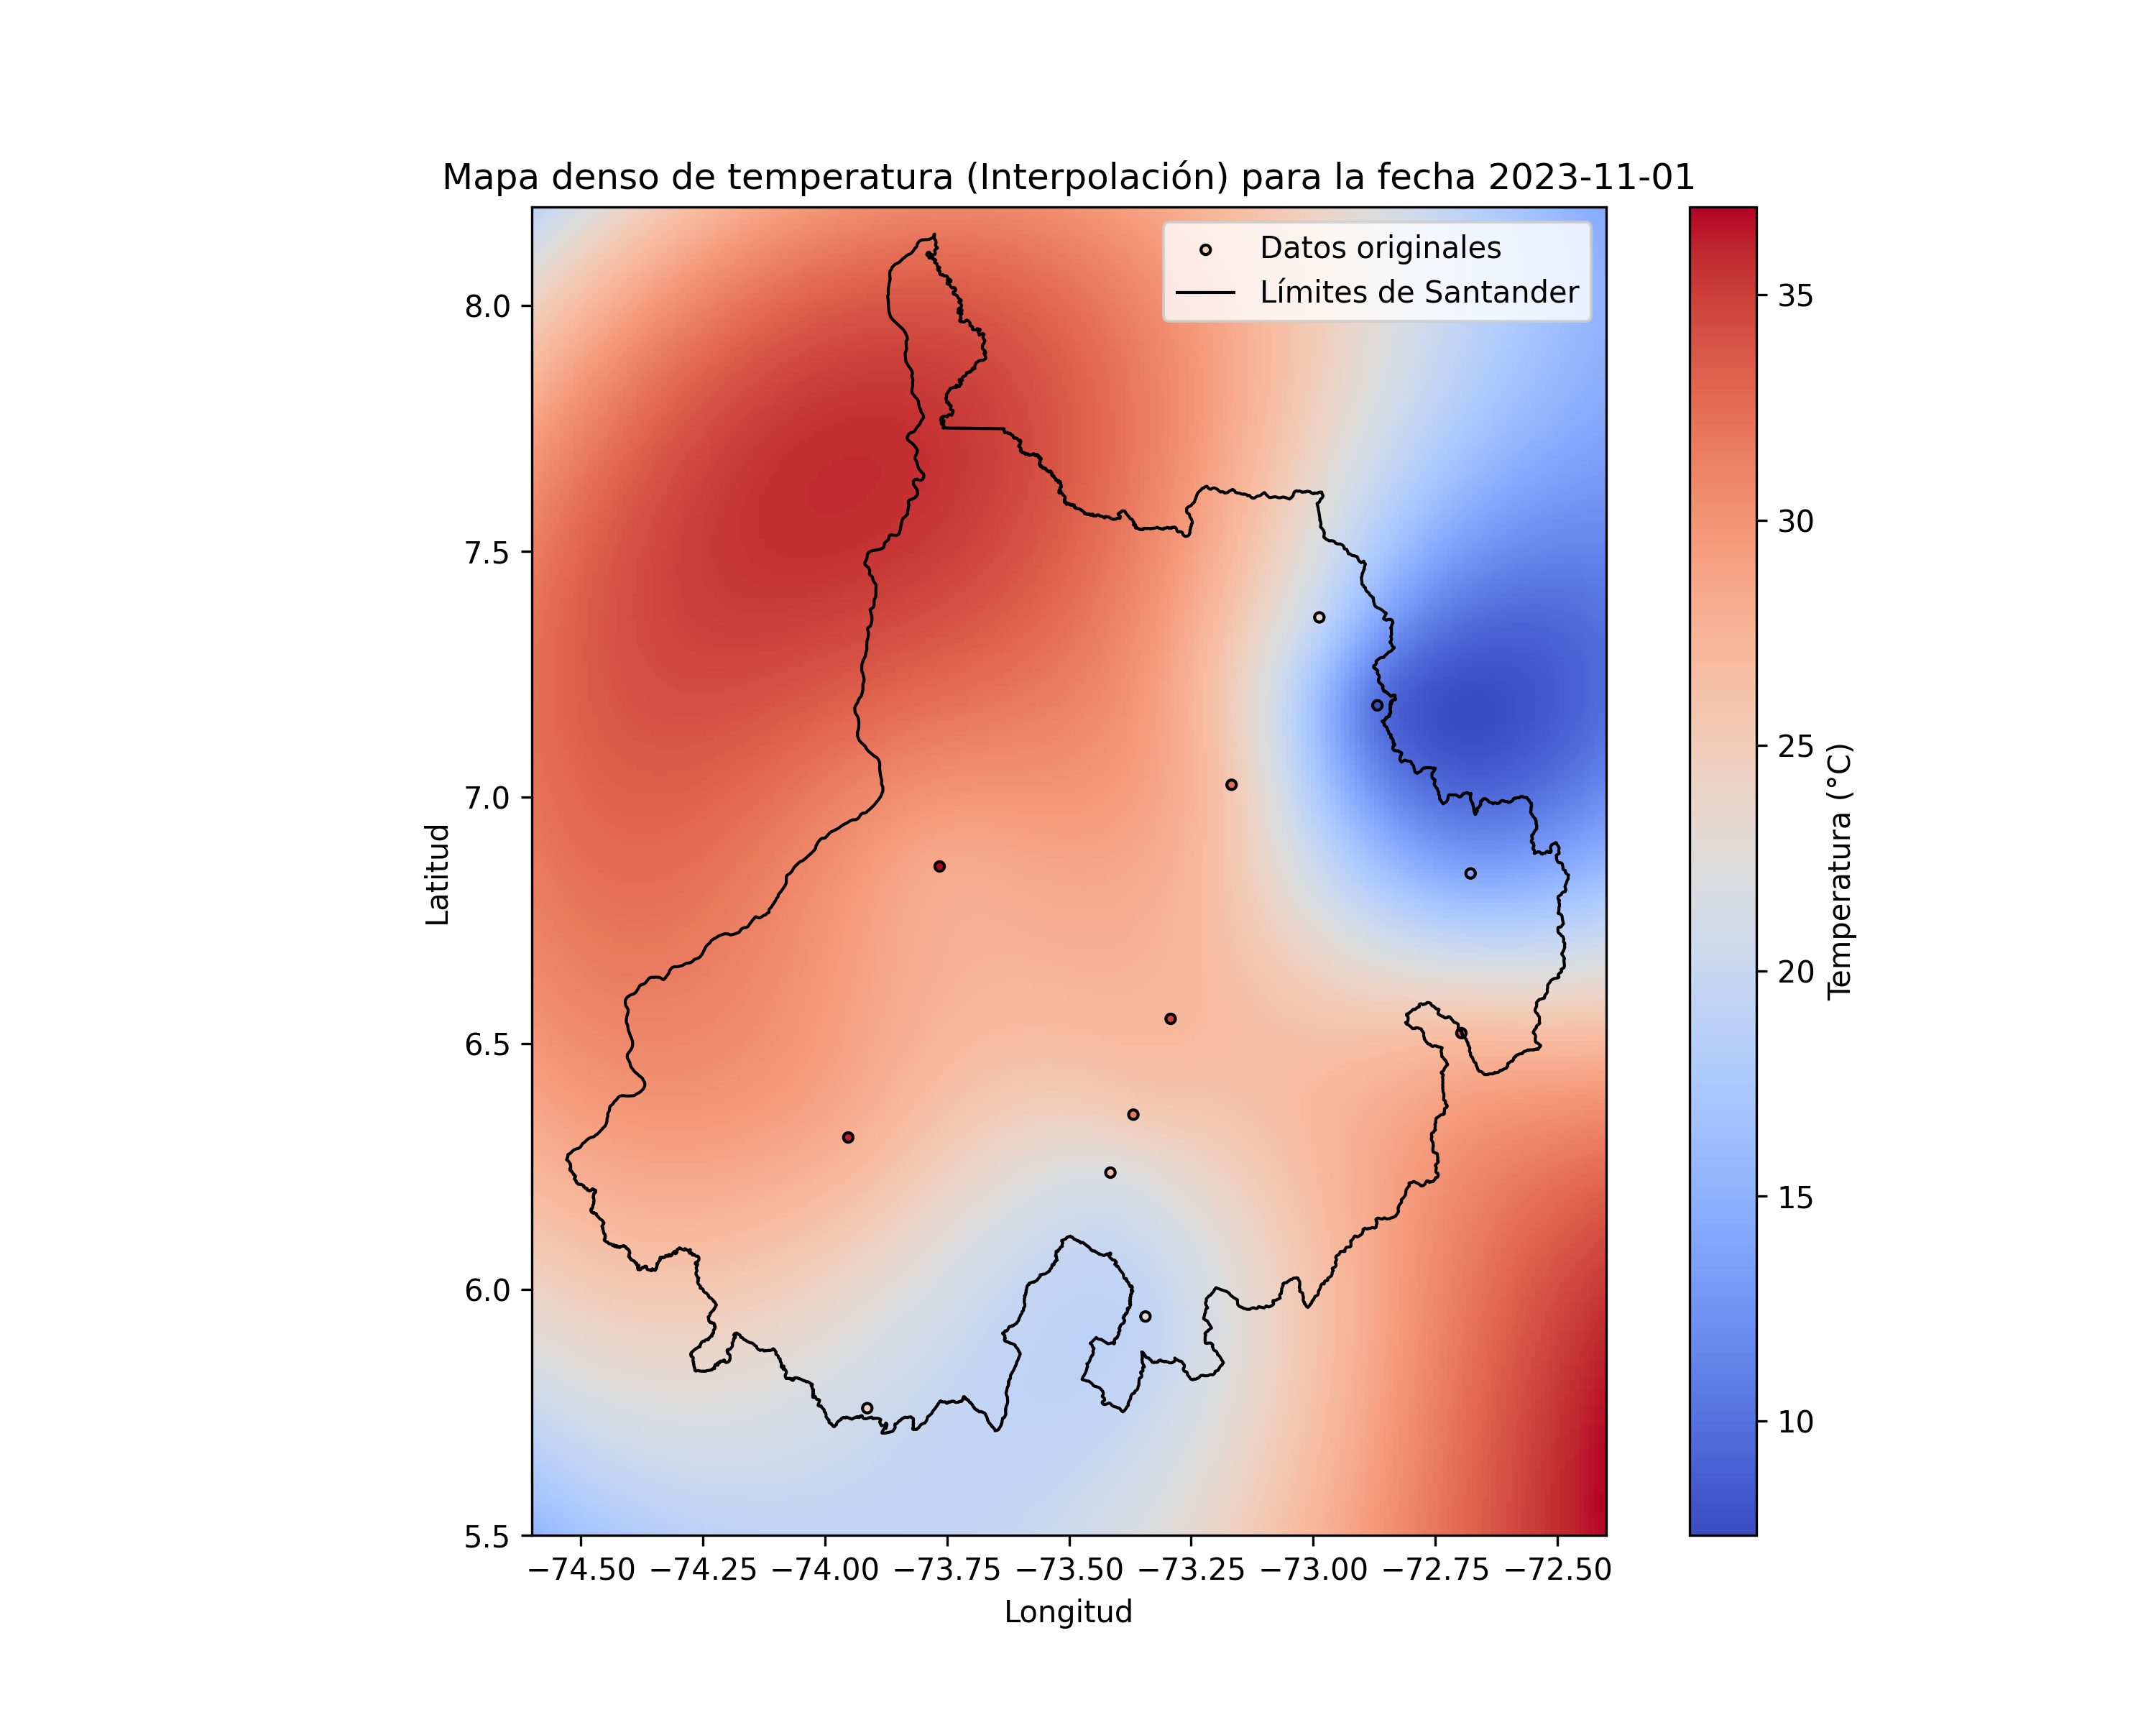 Mapa denso de temperatura (Interpolación) para la fecha 2023-11-01
Datos originales
Límites de Santander
8.0
7.5
7.0
6.5
6.0
5.5
Latitud
−74.50 −74.25 −74.00 −73.75 −73.50 −73.25 −73.00 −72.75 −72.50
Longitud
35
30
25
20
15
10
Temperatura (°C)